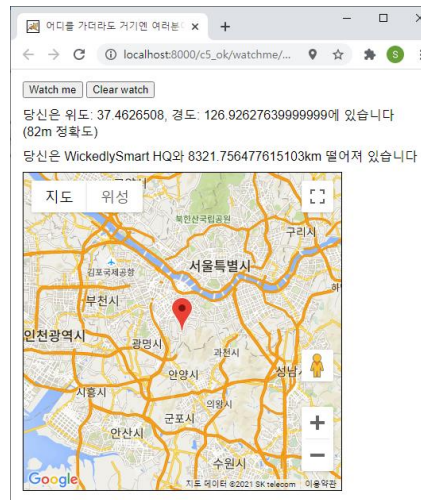 어디를 가더라도 거기엔 여러분
localhost:8000/c5_ok/watchme/...
S
Watch me Clear watch
당신은 위도: 37.4626508, 경도: 126.92627639999999에 있습니다
(82m 정확도)
당신은 WickedlySmart HQ와 8321.756477615103km 떨어져 있습니다
지도 위성
북한산국립공원
구리시
김포국제공항
서울특별시
부천시
인천광역시
광명시
과천시
안양시
성남
시흥시
의왕시
군포시
안산시
수원시
Google
지도 데이터 ©2021 SK telecom 이용약관